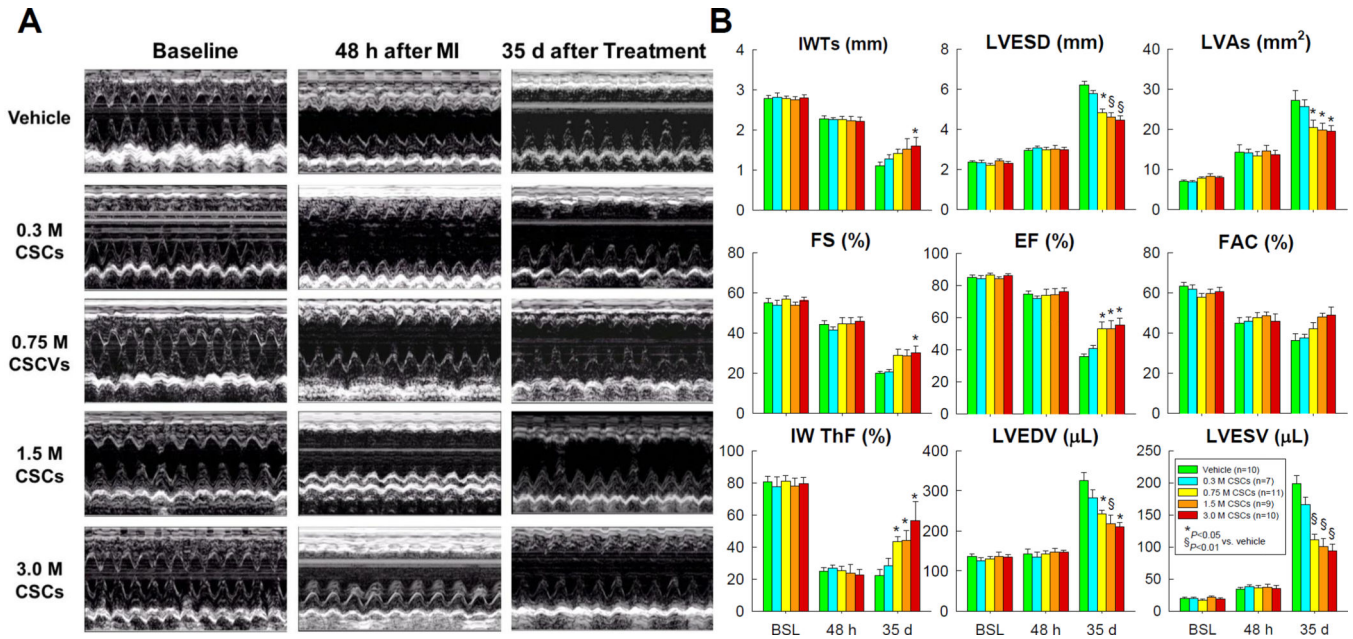 A
Baseline
48 h after MI
35 d after Treatment
Vehicle
0.3 M
CSCs
0.75 M
CSCVs
1.5 M
CSCs
3.0 M
CSCs
B
IWTs (mm)
4
3
2
1
0
LVESD (mm)
8
6
4
2
0
* § §
LVAs (mm²)
40
30
20
10
0
* * *
*
FS (%)
80
60
40
20
0
*
EF (%)
100
80
60
40
20
0
* * *
FAC (%)
80
60
40
20
0
IW ThF (%)
100
80
60
40
20
0
* * *
BSL 48 h 35 d
LVEDV (μL)
400
300
200
100
0
* § *
BSL 48 h 35 d
LVESV (μL)
250
200
150
100
50
0
Vehicle (n=10)
0.3 M CSCs (n=7)
0.75 M CSCs (n=11)
1.5 M CSCs (n=9)
3.0 M CSCs (n=10)
* P<0.05
§ P<0.01 vs. vehicle
§ § §
BSL 48 h 35 d